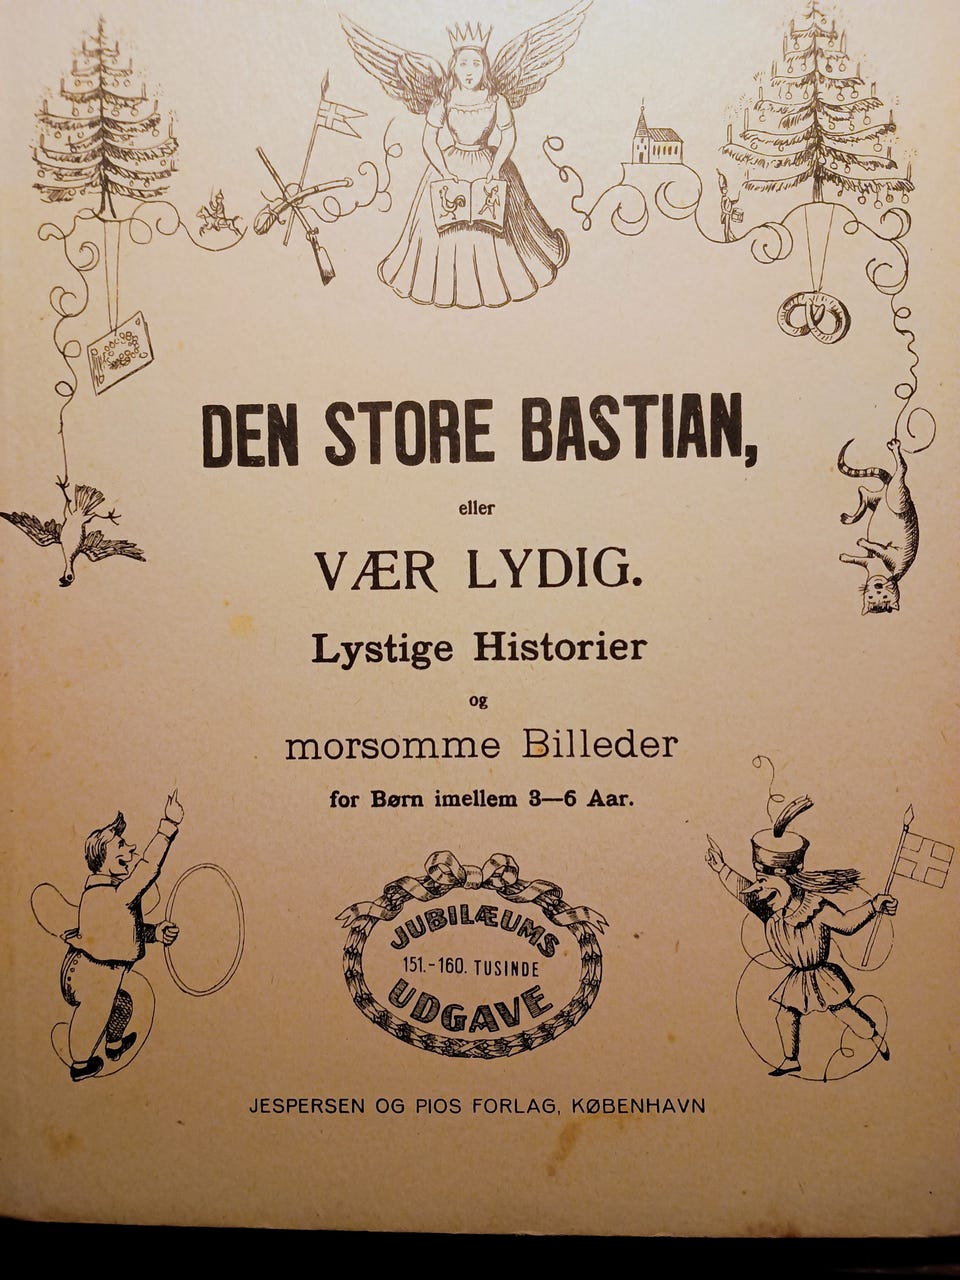 DEN STORE BASTIAN,
eller
VÆR LYDIG.
Lystige Historier
og
morsomme Billeder
for Børn imellem 3—6 Aar.
JUBILÆUMS
151.-160. TUSINDE
UDGAVE
JESPERSEN OG PIOS FORLAG, KØBENHAVN